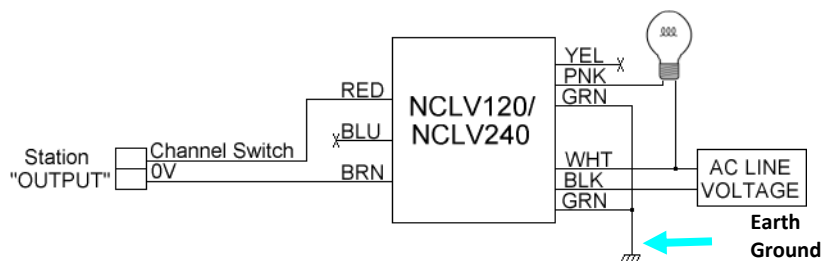 Station
"OUTPUT"
Channel Switch
0V
RED
BLU
BRN
NCLV120/
NCLV240
YEL
PNK
GRN
WHT
BLK
GRN
AC LINE
VOLTAGE
Earth
Ground